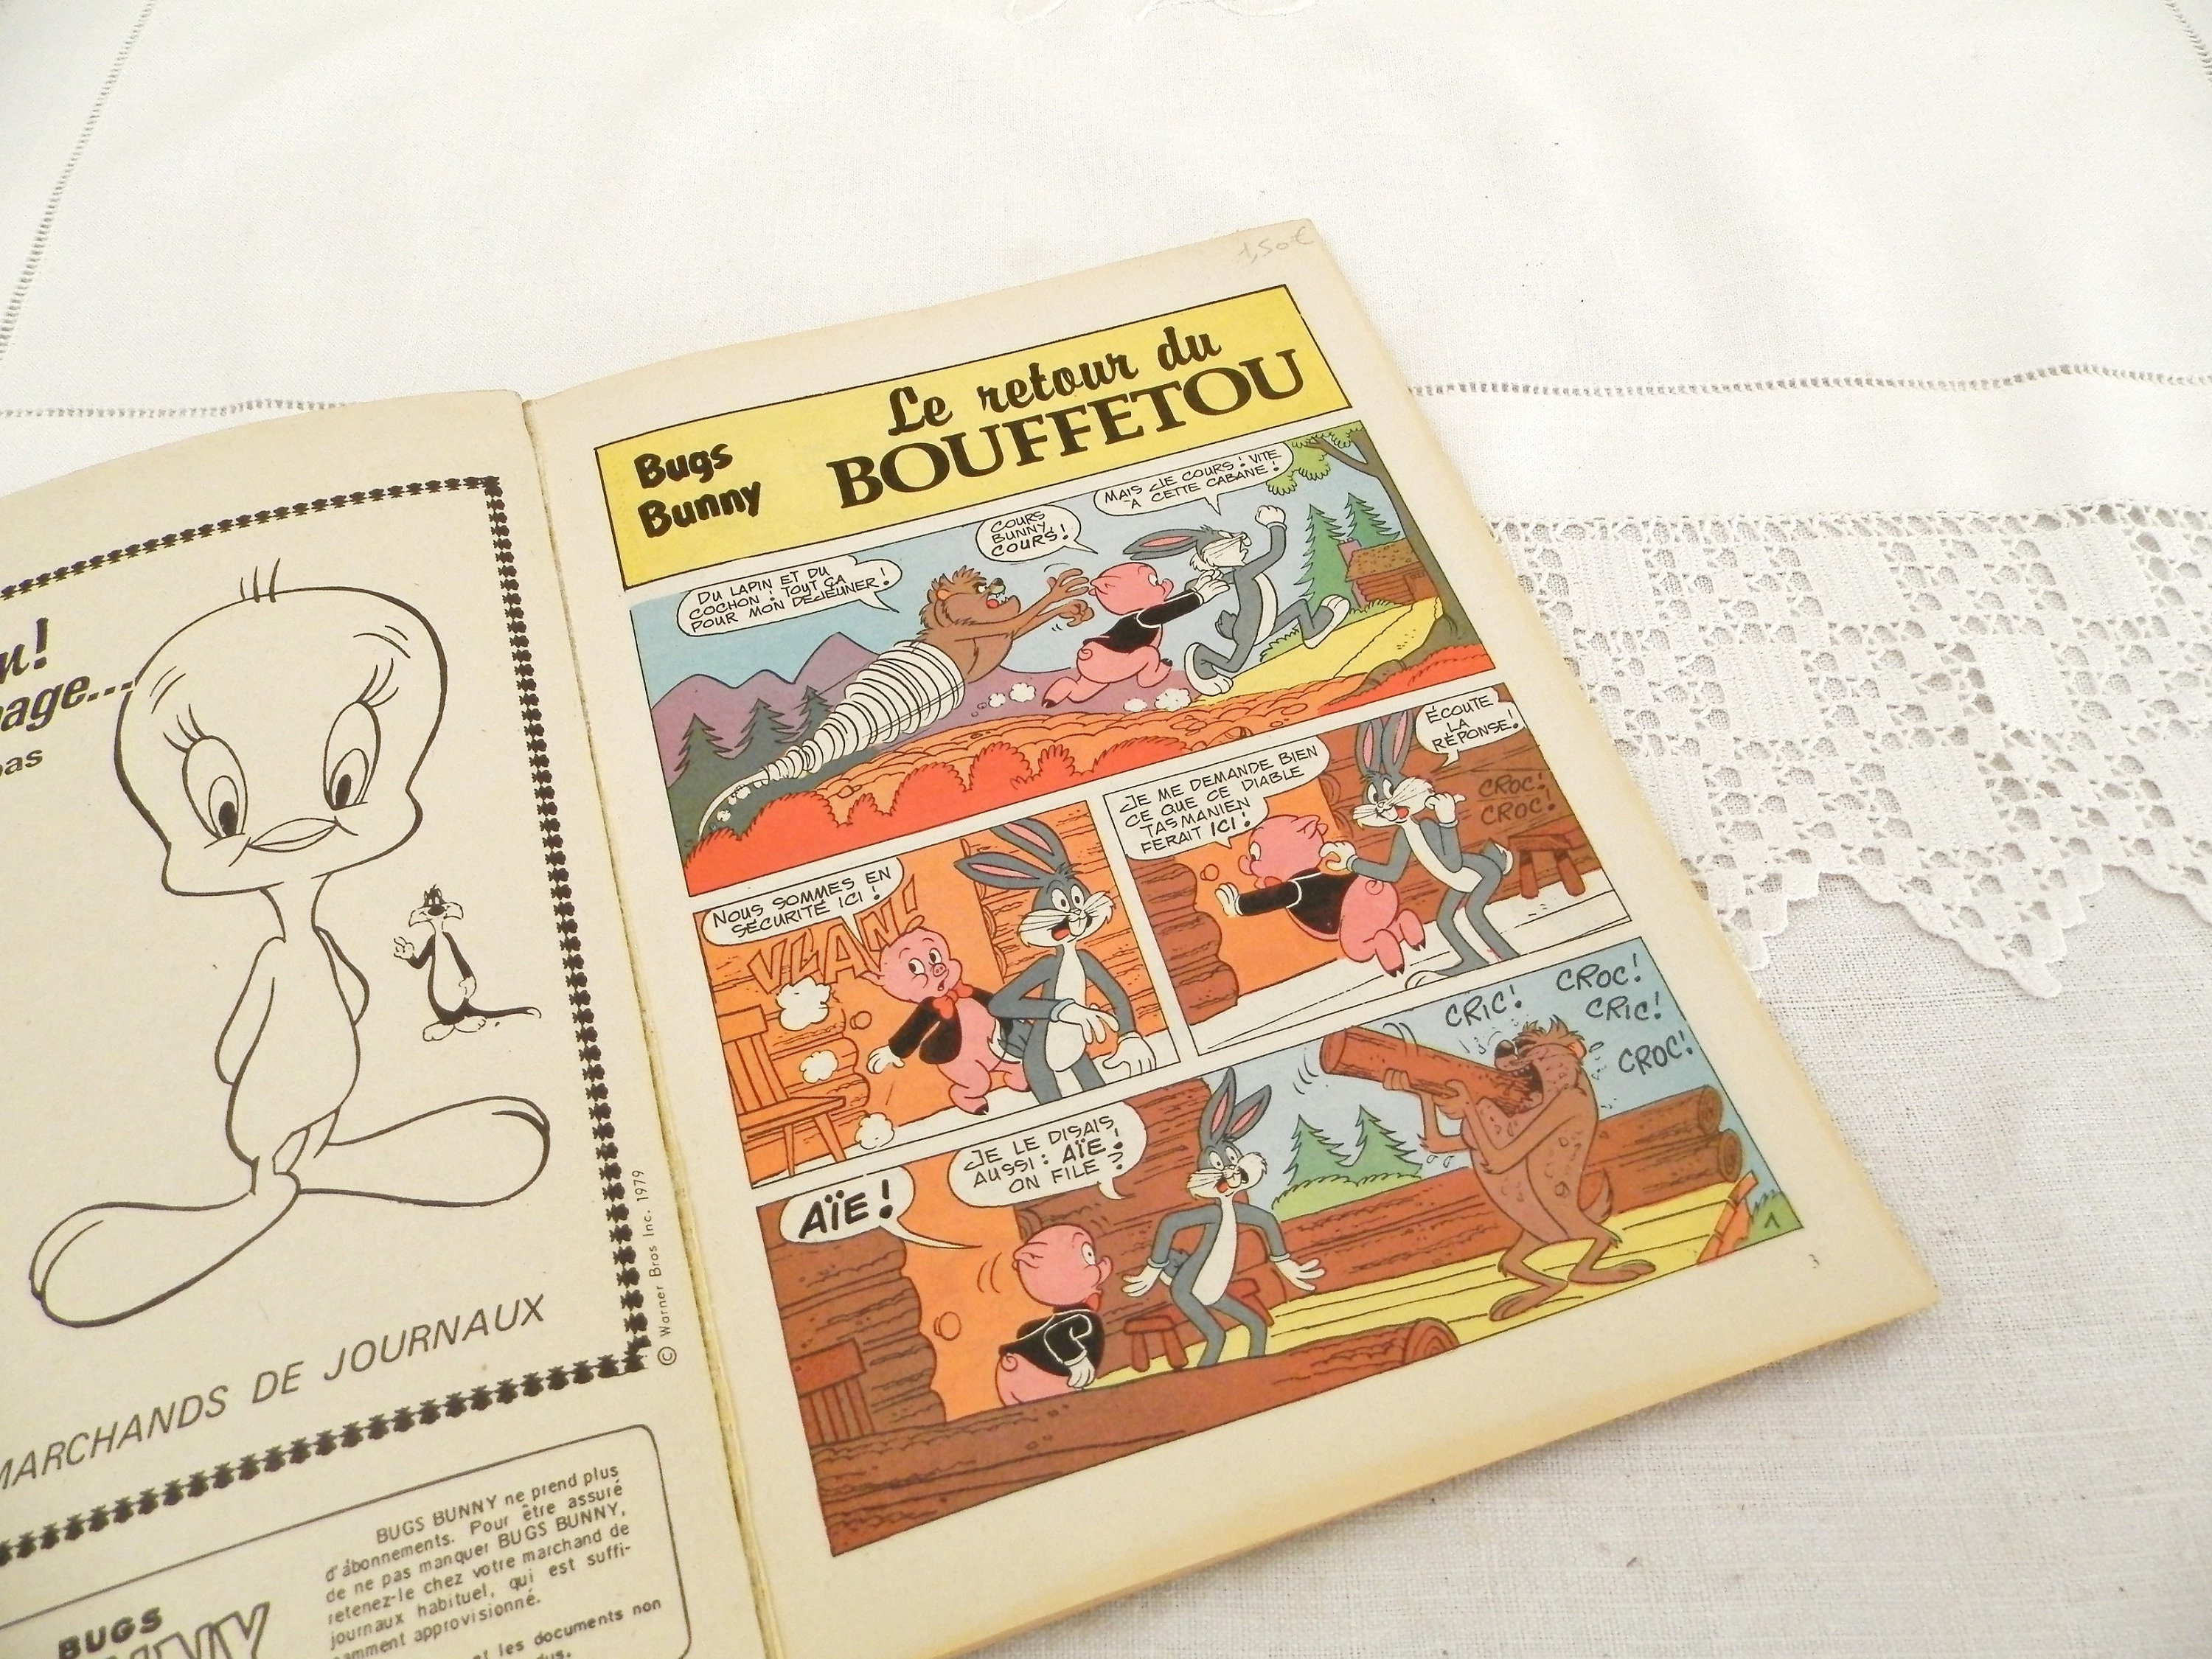 age...
pas
MARCHANDS DE JOURNAUX
© Warner Bros Inc. 1979
BUGS BUNNY ne prend plus
d'abonnements. Pour être assuré
de ne pas manquer BUGS BUNNY,
retenez-le chez votre marchand de
journaux habituel, qui est suffi-
samment approvisionné.
les documents non
BUGS
1,50€
Bugs
Bunny
Le retour du
BOUFFETOU
DU LAPIN ET DU
COCHON ! TOUT ÇA
POUR MON DÉJEUNER !
COURS
BUNNY,
COURS !
MAIS JE COURS ! VITE
À CETTE CABANE !
NOUS SOMMES EN
SÉCURITÉ ICI !
VLAN !
JE ME DEMANDE BIEN
CE QUE CE DIABLE
TASMANIEN
FERAIT ICI !
ÉCOUTE
LA
RÉPONSE !
CROC !
CROC !
AÏE !
JE LE DISAIS
AUSSI : AÏE !
ON FILE ?
CRIC !
CROC !
CRIC !
CROC !
1
3